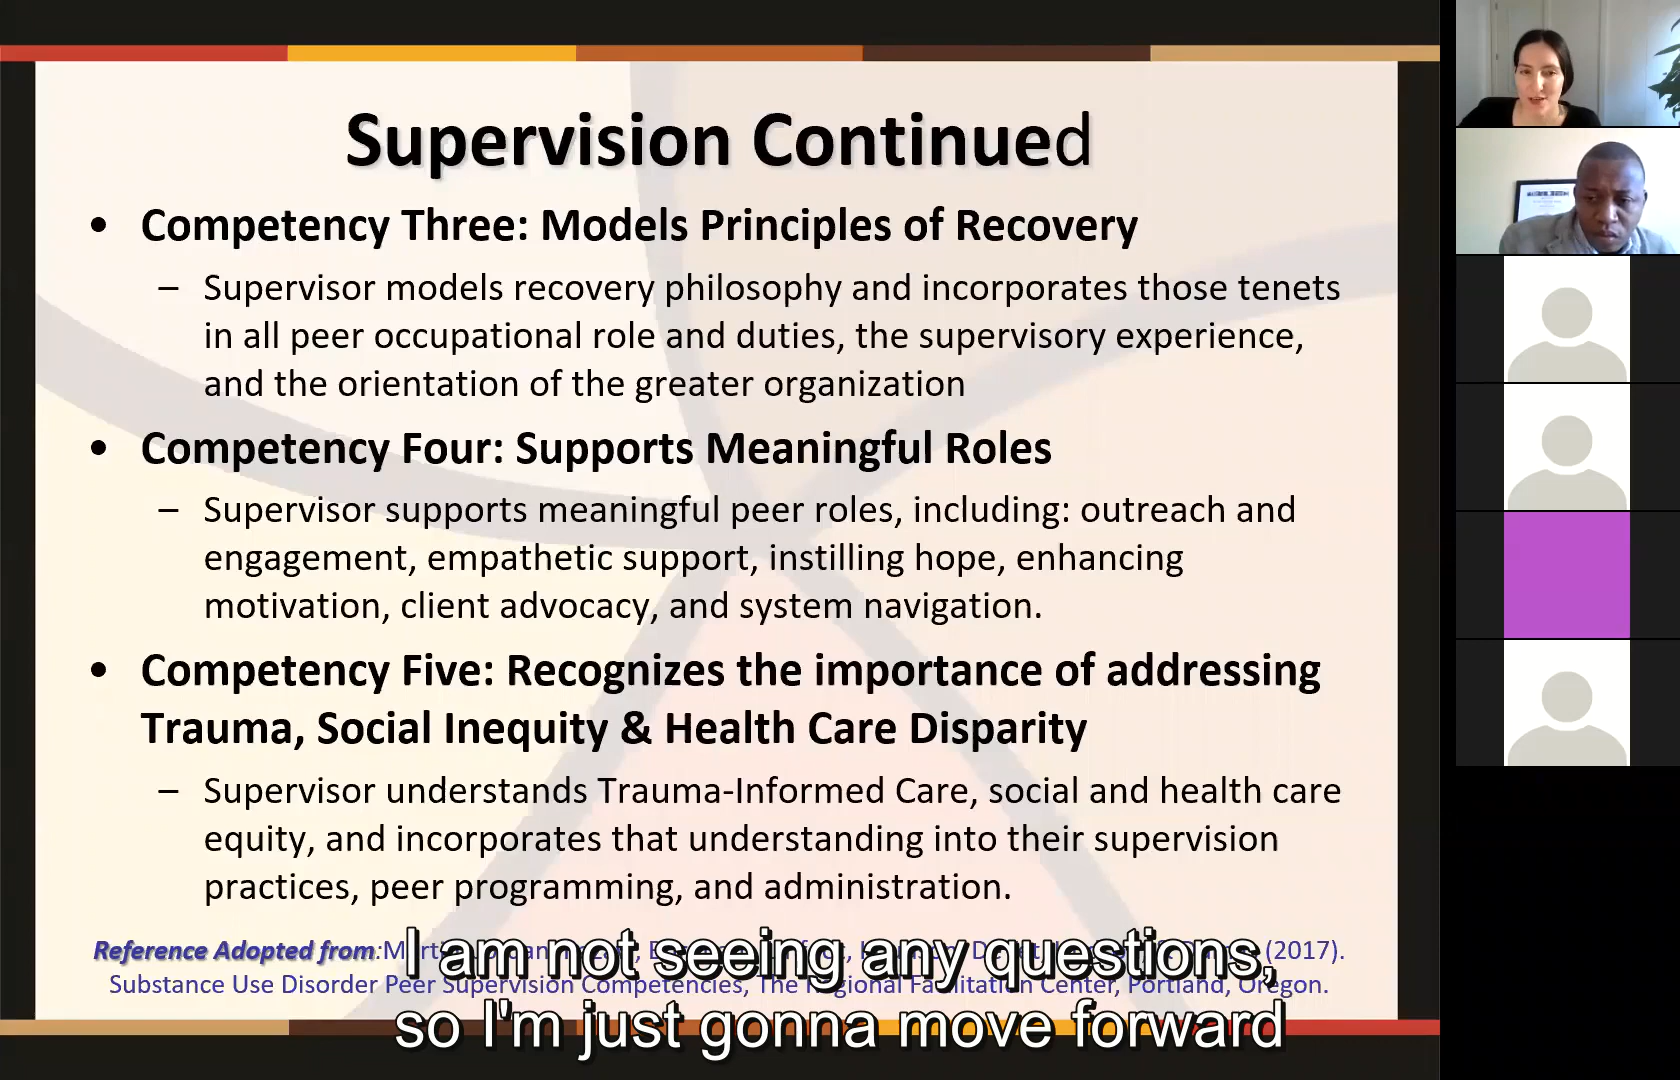 Supervision Continued
• Competency Three: Models Principles of Recovery
– Supervisor models recovery philosophy and incorporates those tenets
in all peer occupational role and duties, the supervisory experience,
and the orientation of the greater organization
• Competency Four: Supports Meaningful Roles
– Supervisor supports meaningful peer roles, including: outreach and
engagement, empathetic support, instilling hope, enhancing
motivation, client advocacy, and system navigation.
• Competency Five: Recognizes the importance of addressing
Trauma, Social Inequity & Health Care Disparity
– Supervisor understands Trauma-Informed Care, social and health care
equity, and incorporates that understanding into their supervision
practices, peer programming, and administration.
Reference Adopted from: (2017).
Substance Use Disorder Peer Supervision Competencies, The Regional Facilitation Center, Portland, Oregon.
I am not seeing any questions,
so I'm just gonna move forward